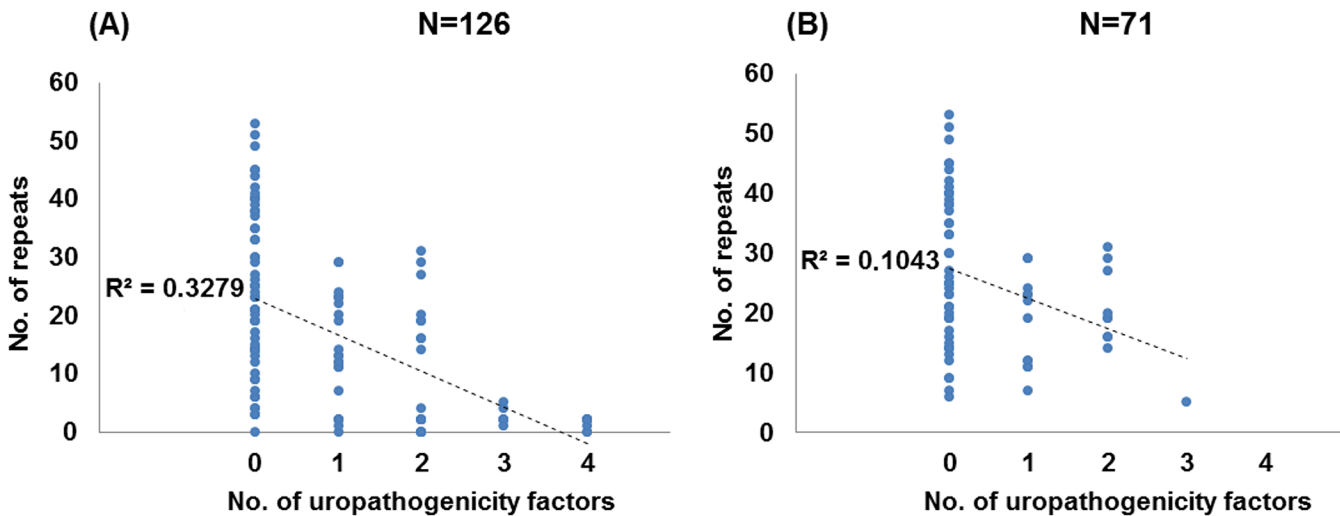 (A) N=126
No. of repeats
60
50
40
30
20
10
0
R² = 0.3279
0 1 2 3 4
No. of uropathogenicity factors
(B) N=71
No. of repeats
60
50
40
30
20
10
0
R² = 0.1043
0 1 2 3 4
No. of uropathogenicity factors